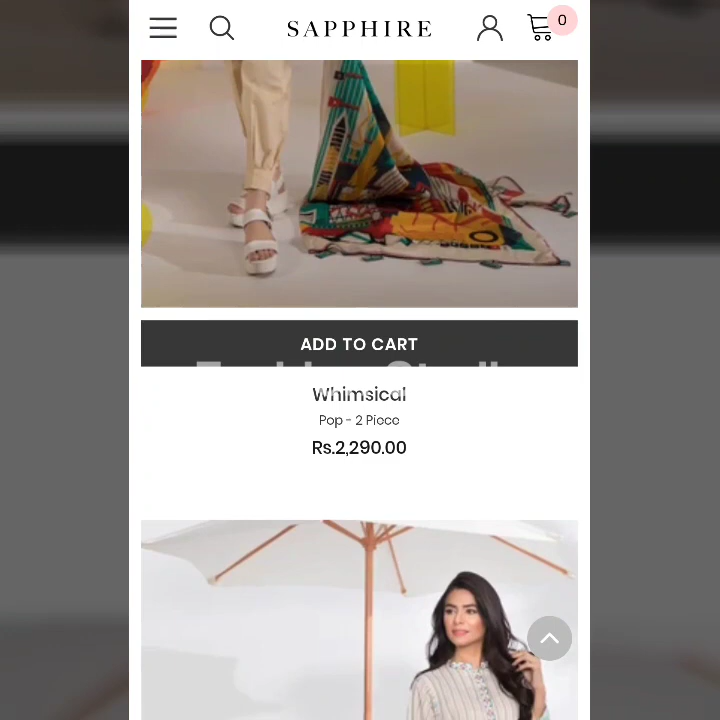 SAPPHIRE
0
ADD TO CART
Whimsical
Pop - 2 Piece
Rs.2,290.00